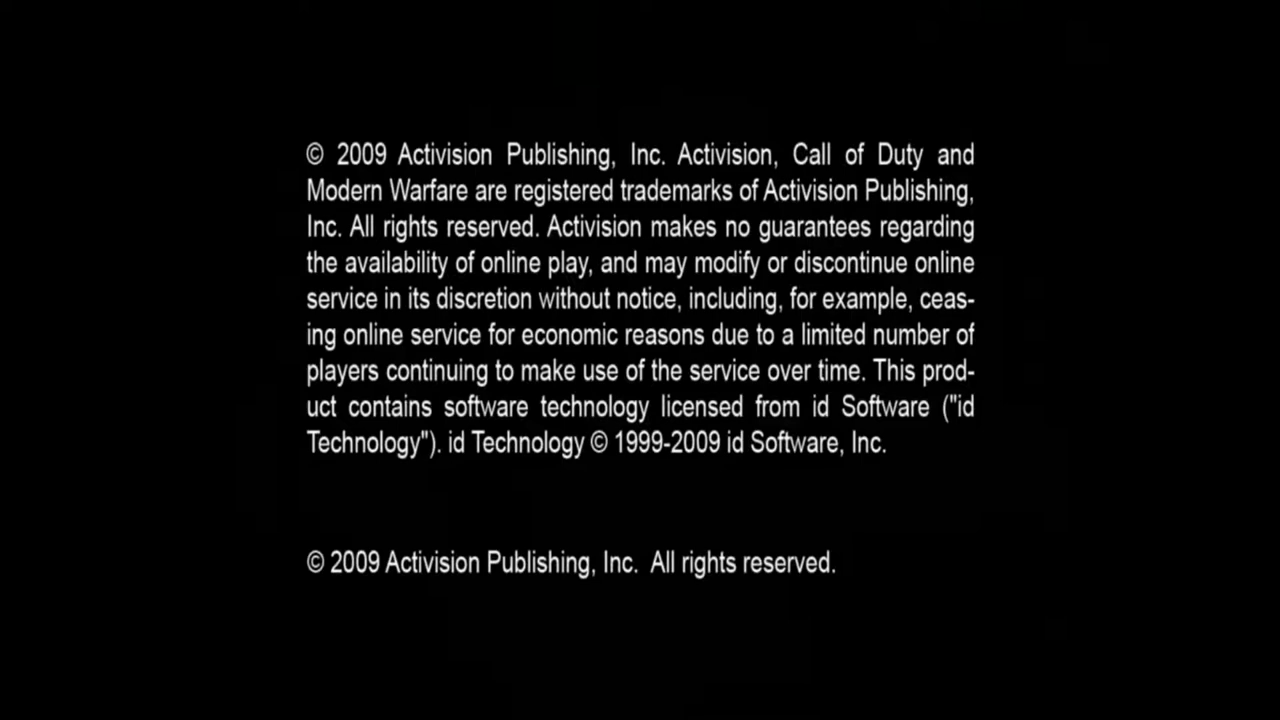 © 2009 Activision Publishing, Inc. Activision, Call of Duty and
Modern Warfare are registered trademarks of Activision Publishing,
Inc. All rights reserved. Activision makes no guarantees regarding
the availability of online play, and may modify or discontinue online
service in its discretion without notice, including, for example, ceas-
ing online service for economic reasons due to a limited number of
players continuing to make use of the service over time. This prod-
uct contains software technology licensed from id Software ("id
Technology"). id Technology © 1999-2009 id Software, Inc.
© 2009 Activision Publishing, Inc.  All rights reserved.